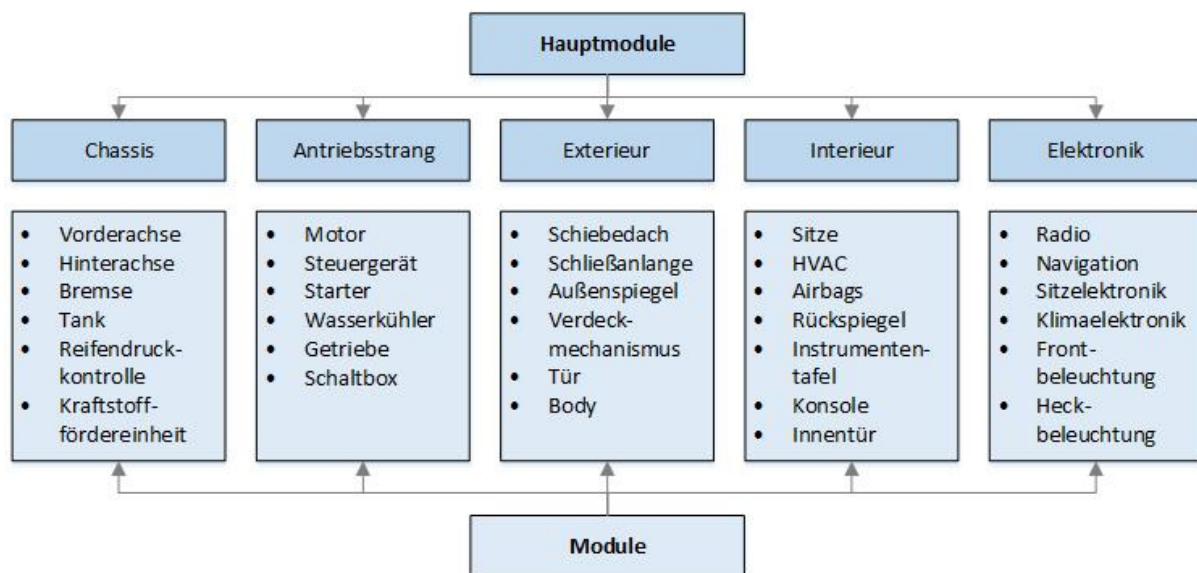 Hauptmodule
Chassis
Antriebsstrang
Exterieur
Interieur
Elektronik
• Vorderachse
• Hinterachse
• Bremse
• Tank
• Reifendruck-
kontrolle
• Kraftstoff-
fördereinheit
• Motor
• Steuergerät
• Starter
• Wasserkühler
• Getriebe
• Schaltbox
• Schiebedach
• Schließanlange
• Außenspiegel
• Verdeck-
mechanismus
• Tür
• Body
• Sitze
• HVAC
• Airbags
• Rückspiegel
• Instrumenten-
tafel
• Konsole
• Innentür
• Radio
• Navigation
• Sitzelektronik
• Klimaelektronik
• Front-
beleuchtung
• Heck-
beleuchtung
Module